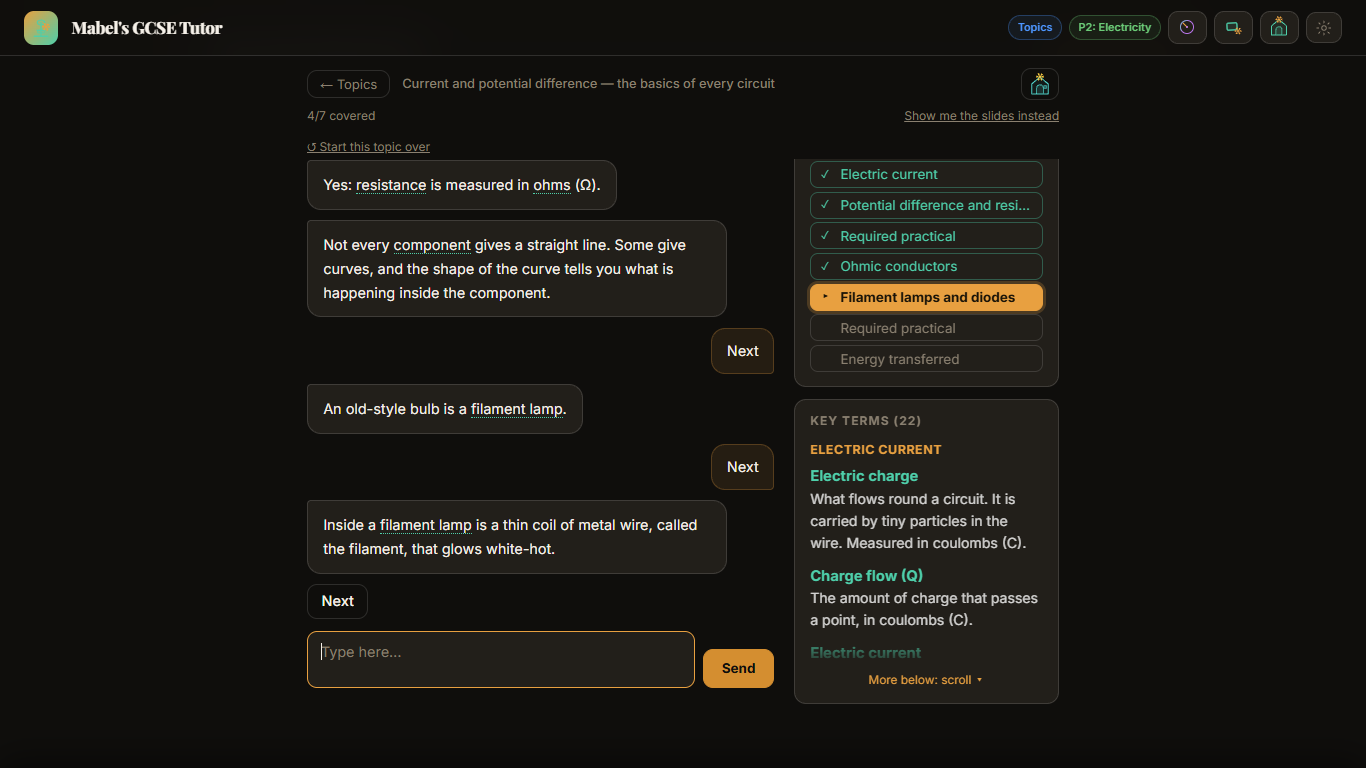 Mabel's GCSE Tutor
Topics
P2: Electricity
← Topics
Current and potential difference — the basics of every circuit
4/7 covered
Show me the slides instead
↺ Start this topic over
Yes: resistance is measured in ohms (Ω).
Not every component gives a straight line. Some give
curves, and the shape of the curve tells you what is
happening inside the component.
Next
An old-style bulb is a filament lamp.
Next
Inside a filament lamp is a thin coil of metal wire, called
the filament, that glows white-hot.
Next
Type here...
Send
✓ Electric current
✓ Potential difference and resi...
✓ Required practical
✓ Ohmic conductors
‣ Filament lamps and diodes
Required practical
Energy transferred
KEY TERMS (22)
ELECTRIC CURRENT
Electric charge
What flows round a circuit. It is
carried by tiny particles in the
wire. Measured in coulombs (C).
Charge flow (Q)
The amount of charge that passes
a point, in coulombs (C).
Electric current
More below: scroll ▾